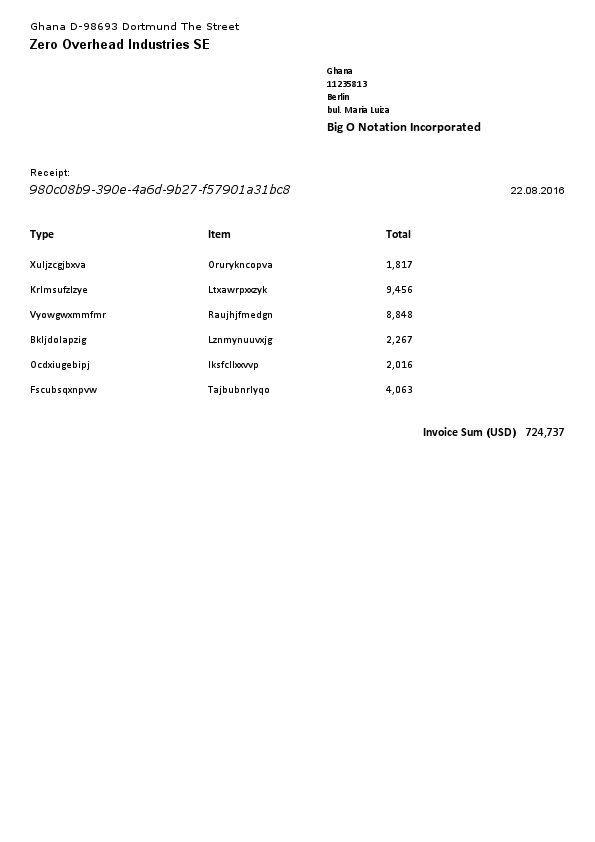 Ghana D-98693 Dortmund The Street
Zero Overhead Industries SE
Ghana
11235813
Berlin
bul. Maria Luiza
Big O Notation Incorporated
Receipt:
980c08b9-390e-4a6d-9b27-f57901a31bc8 22.08.2016
Type Item Total
Xuljzcgjbxva Orurykncopva 1,817
Krlmsufzlzye Ltxawrpxxzyk 9,456
Vyowgwxmmfmr Raujhjfmedgn 8,848
Bkljdolapzig Lznmynuuvxjg 2,267
Ocdxiugebipj Iksfcllxxvvp 2,016
Fscubsqxnpvw Tajbubnrlyqo 4,063
Invoice Sum (USD) 724,737